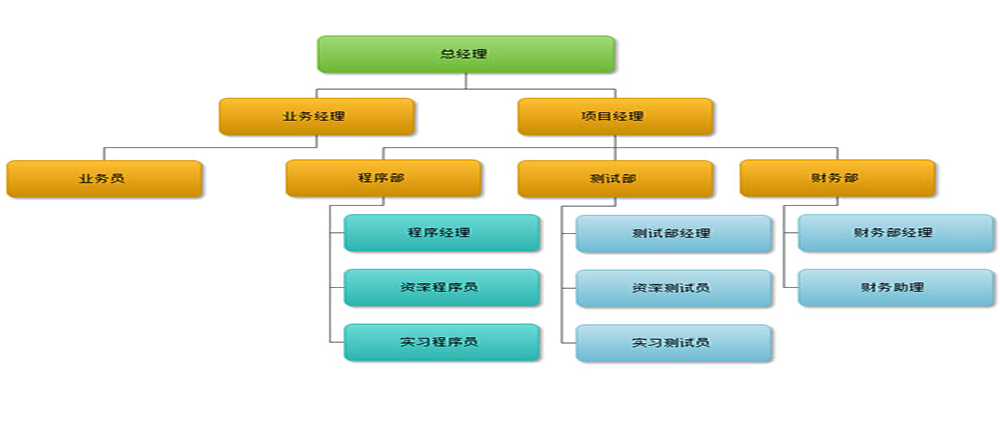 总经理
业务经理
项目经理
业务员
程序部
测试部
财务部
程序经理
测试部经理
财务部经理
资深程序员
资深测试员
财务助理
实习程序员
实习测试员